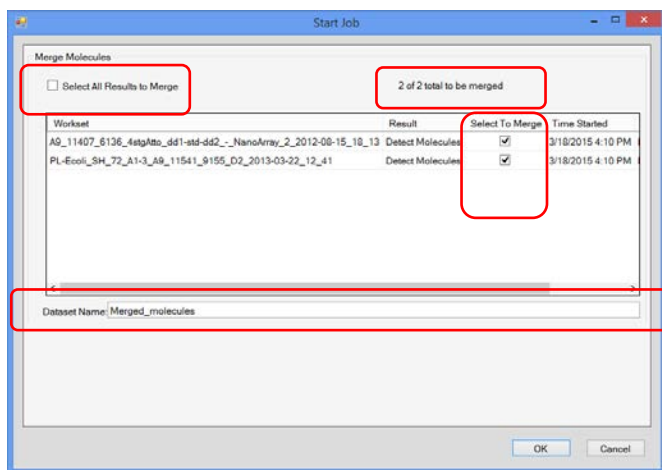 Start Job
Merge Molecules
Select All Results to Merge
2 of 2 total to be merged
Workset Result Select To Merge Time Started
A9_11407_6136_4stgAtto_dd1-std-dd2_-_NanoArray_2_2012-08-15_18_13 Detect Molecules 3/18/2015 4:10 PM
PL-Ecoli_SH_72_A1-3_A9_11541_9155_D2_2013-03-22_12_41 Detect Molecules 3/18/2015 4:10 PM
Dataset Name: Merged_molecules
OK Cancel